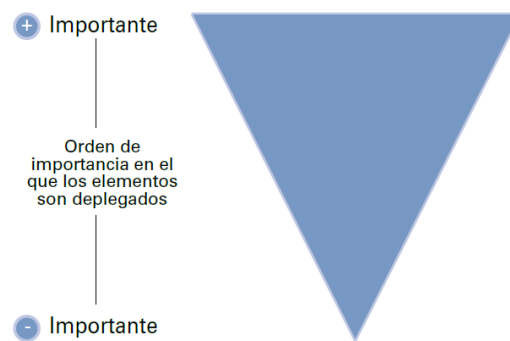 + Importante
Orden de
importancia en el
que los elementos
son deplegados
- Importante